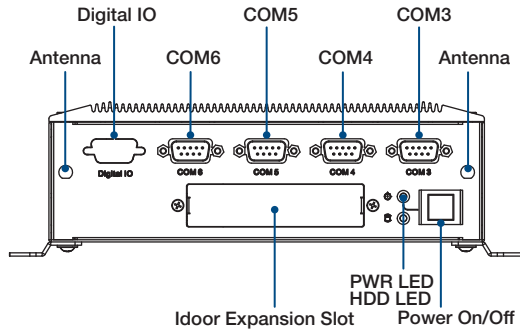 Digital IO
COM5
COM3
Antenna
COM6
COM4
Antenna
Digital IO
COM 6
COM 5
COM 4
COM 3
PWR LED
HDD LED
Idoor Expansion Slot
Power On/Off